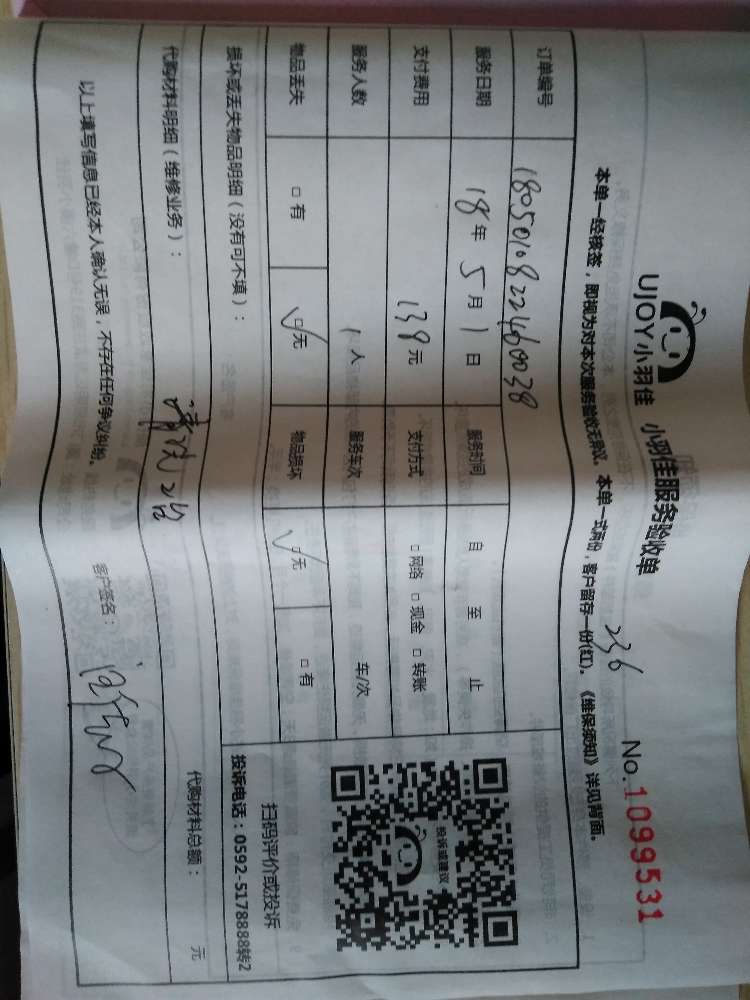 UJOY小羽佳 小羽佳服务验收单
236
No.1099531
本单一经核签，即视为对本次服务验收无异议。本单一式两份，客户留存一份(红)。《维保须知》详见背面。
订单编号
服务日期 18年5月1日 服务时间 自 至 止
支付费用 138元 支付方式 □网络 □现金 □转账
服务人数 1人 服务车次 车/次
物品丢失 □有 ☑无 物品损坏 ☑无 □有
投诉或建议
扫码评价或投诉
投诉电话：0592-5178888转2
损坏或丢失物品明细（没有可不填）：
代购材料明细（维修业务）： 代购材料总额： 元
以上填写信息已经本人确认无误，不存在任何争议纠纷。 客户签名：